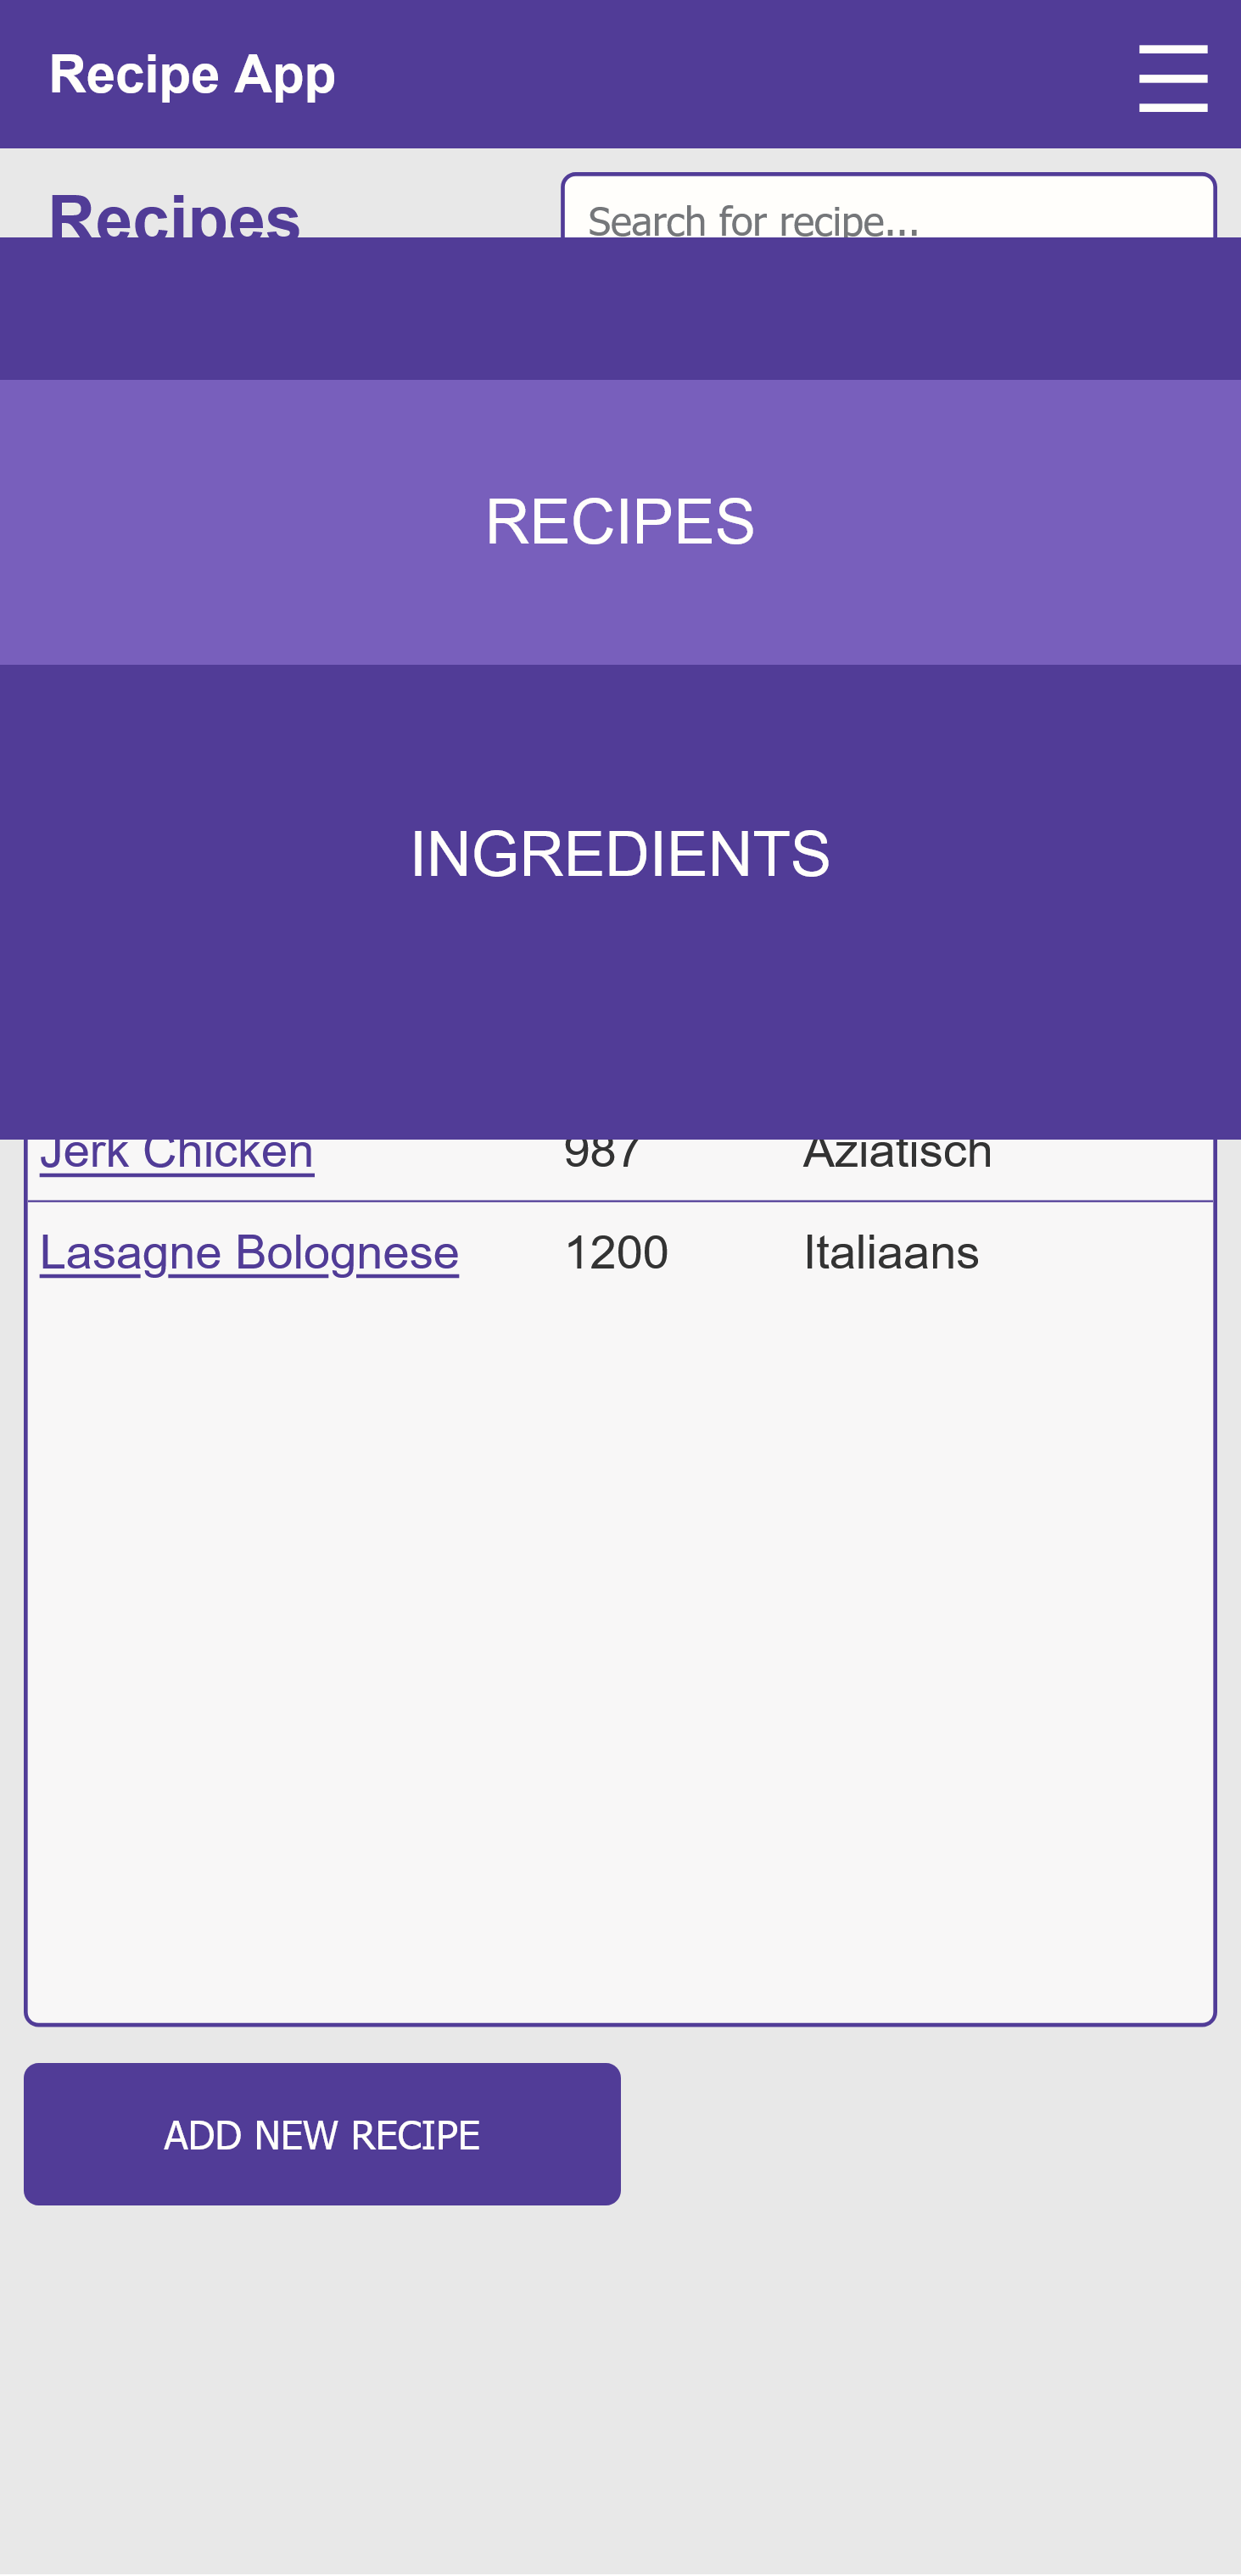 Recipe App
Recipes
Search for recipe...
RECIPES
INGREDIENTS
Jerk Chicken 987 Aziatisch
Lasagne Bolognese 1200 Italiaans
ADD NEW RECIPE